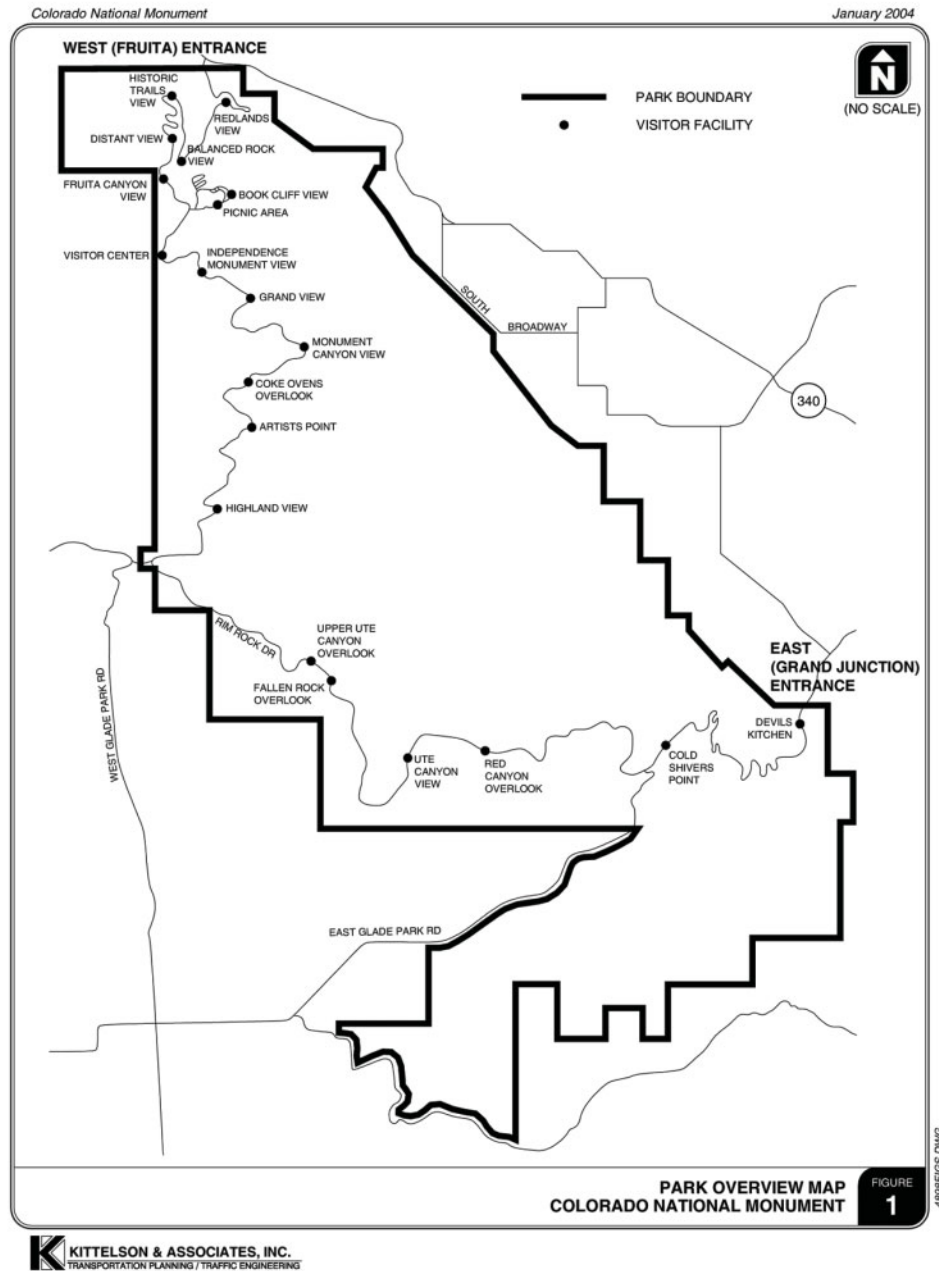 Colorado National Monument
January 2004
WEST (FRUITA) ENTRANCE
N
(NO SCALE)
PARK BOUNDARY
VISITOR FACILITY
HISTORIC
TRAILS
VIEW
REDLANDS
VIEW
DISTANT VIEW
BALANCED ROCK
VIEW
FRUITA CANYON
VIEW
BOOK CLIFF VIEW
PICNIC AREA
VISITOR CENTER
INDEPENDENCE
MONUMENT VIEW
GRAND VIEW
SOUTH
BROADWAY
MONUMENT
CANYON VIEW
COKE OVENS
OVERLOOK
340
ARTISTS POINT
HIGHLAND VIEW
RIM ROCK DR
UPPER UTE
CANYON
OVERLOOK
FALLEN ROCK
OVERLOOK
EAST
(GRAND JUNCTION)
ENTRANCE
WEST GLADE PARK RD
DEVILS
KITCHEN
UTE
CANYON
VIEW
RED
CANYON
OVERLOOK
COLD
SHIVERS
POINT
EAST GLADE PARK RD
PARK OVERVIEW MAP
COLORADO NATIONAL MONUMENT
FIGURE
1
4808FIGS.DWG
K
KITTELSON & ASSOCIATES, INC.
TRANSPORTATION PLANNING / TRAFFIC ENGINEERING